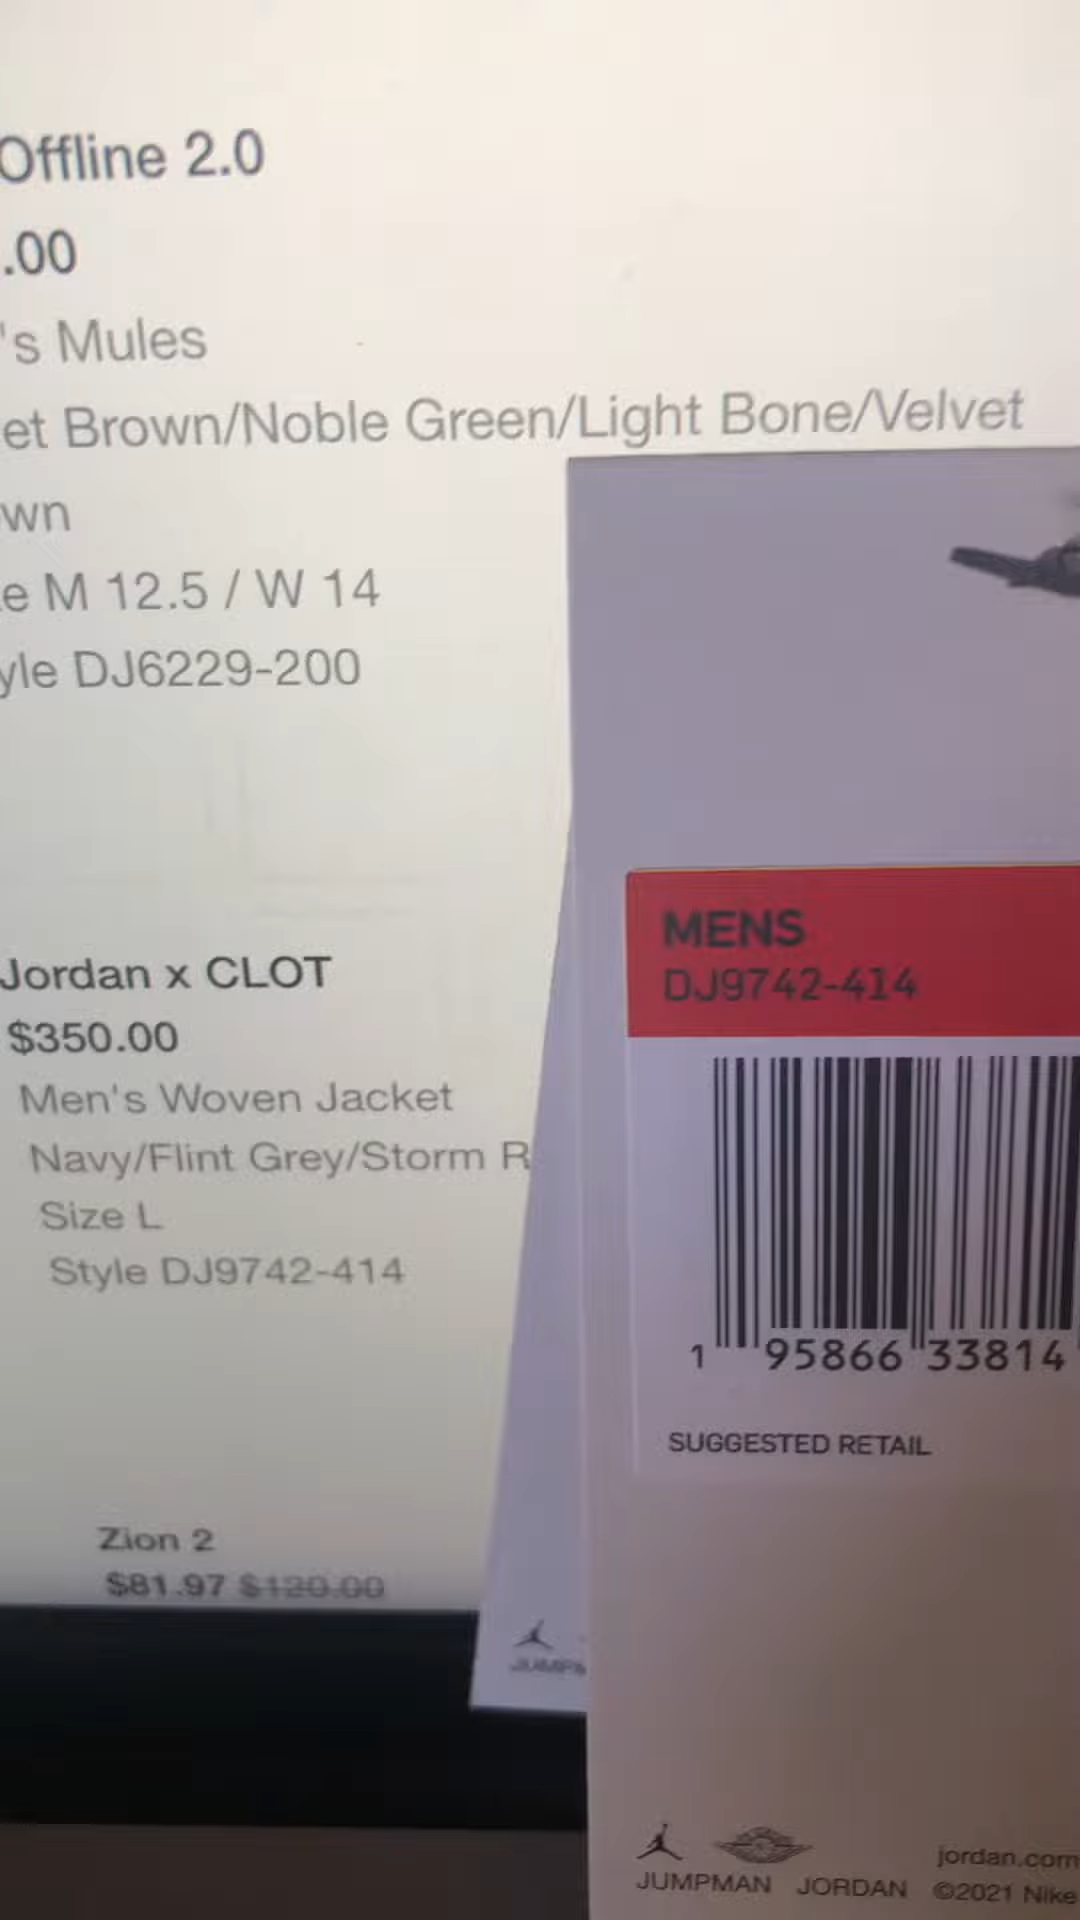 Offline 2.0
.00
's Mules
et Brown/Noble Green/Light Bone/Velvet
wn
e M 12.5 / W 14
yle DJ6229-200
Jordan x CLOT
$350.00
Men's Woven Jacket
Navy/Flint Grey/Storm R
Size L
Style DJ9742-414
Zion 2
$81.97 $120.00
MENS
DJ9742-414
1 95866 33814
SUGGESTED RETAIL
JUMPM
JUMPMAN JORDAN
jordan.com
©2021 Nike